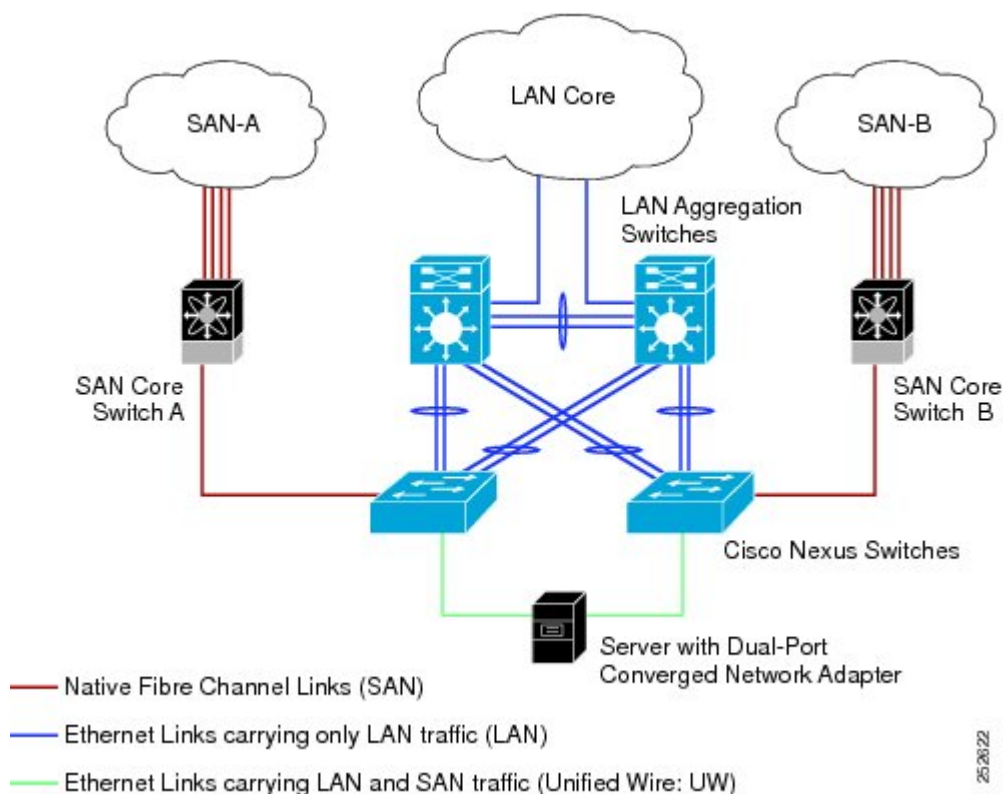 SAN-A
LAN Core
SAN-B
LAN Aggregation
Switches
SAN Core
Switch A
SAN Core
Switch B
Cisco Nexus Switches
Server with Dual-Port
Converged Network Adapter
Native Fibre Channel Links (SAN)
Ethernet Links carrying only LAN traffic (LAN)
Ethernet Links carrying LAN and SAN traffic (Unified Wire: UW)
252622